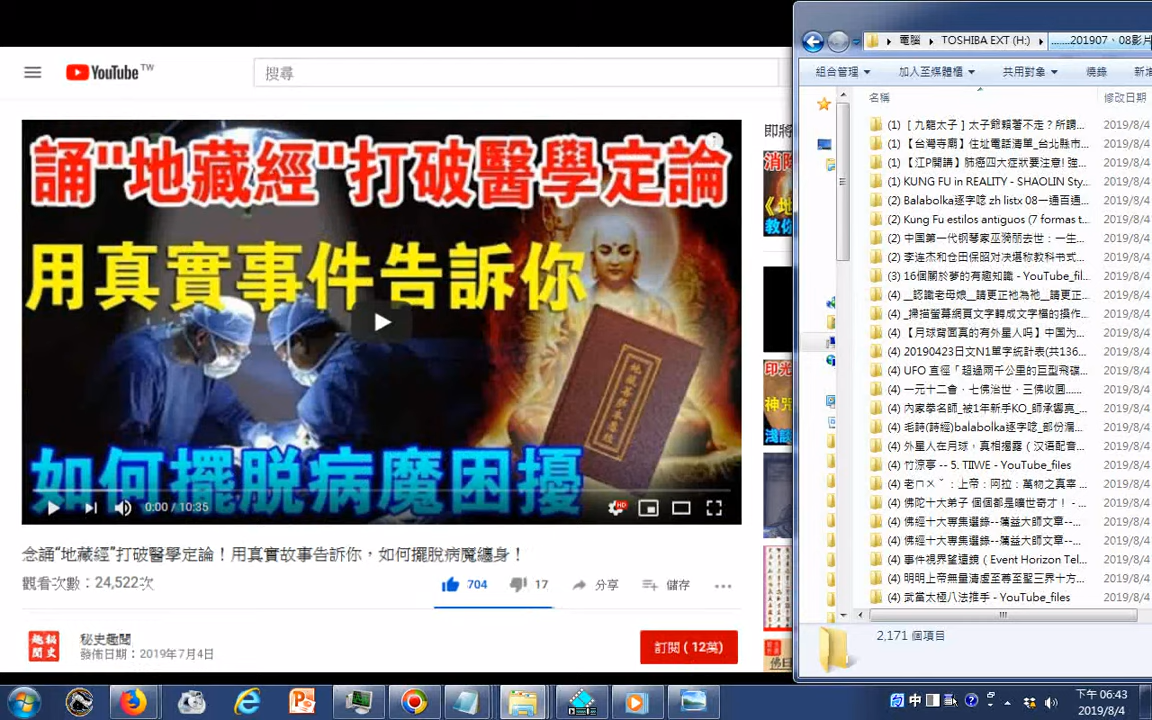 YouTube TW
搜尋
誦"地藏經"打破醫學定論
用真實事件告訴你
如何擺脫病魔困擾
0:00 / 10:35
念誦“地藏經”打破醫學定論！用真實故事告訴你，如何擺脫病魔纏身！
觀看次數：24,522次
704
17
分享
儲存
秘史趣聞
發佈日期：2019年7月4日
訂閱 (12萬)
即將
電腦
TOSHIBA EXT (H:)
.......201907、08影片
組合管理
加入至媒體櫃
共用對象
燒錄
新增
名稱
修改日期
(1)［九龍太子］太子爺賴著不走？所謂... 2019/8/4
(1)【台灣寺廟】住址電話清單_台北縣市... 2019/8/4
(1)【江P開講】肺癌四大症狀要注意! 強... 2019/8/4
(1) KUNG FU in REALITY - SHAOLIN Sty... 2019/8/4
(2) Balabolka逐字唸 zh listx 08一通百通... 2019/8/4
(2) Kung Fu estilos antiguos (7 formas t... 2019/8/4
(2) 中国第一代钢琴家巫漪丽去世：一生... 2019/8/4
(2) 李连杰和仓田保昭对决堪称教科书式... 2019/8/4
(3) 16個關於夢的有趣知識 - YouTube_fil... 2019/8/4
(4) __認識老母娘__請更正祂為祂__請更正... 2019/8/4
(4) _掃描螢幕網頁文字轉成文字檔的操作... 2019/8/4
(4)【月球背面真的有外星人吗】中国为... 2019/8/4
(4) 20190423日文N1單字統計表(共136... 2019/8/4
(4) UFO 直徑「超過兩千公里的巨型飛碟... 2019/8/4
(4) 一元十二會．七佛治世．三佛收圓..... 2019/8/4
(4) 內家拳名師_被1年新手KO_師承響亮_... 2019/8/4
(4) 毛詩(詩經)balabolka逐字唸_部份濁... 2019/8/4
(4) 外星人在月球，真相揭露（汉语配音... 2019/8/4
(4) 竹涼亭 -- 5. TIIWE - YouTube_files 2019/8/4
(4) 老ㄇㄨˇ：上帝：阿拉：萬物之真宰 ... 2019/8/4
(4) 佛陀十大弟子 個個都是曠世奇才！ -... 2019/8/4
(4) 佛經十大專集選錄--蕅益大師文章--... 2019/8/4
(4) 佛經十大專集選錄--蕅益大師文章--... 2019/8/4
(4) 事件視界望遠鏡（Event Horizon Tel... 2019/8/4
(4) 明明上帝無量清虛至尊至聖三界十方... 2019/8/4
(4) 武當太極八法推手 - YouTube_files 2019/8/4
2,171 個項目
中
下午 06:43
2019/8/4